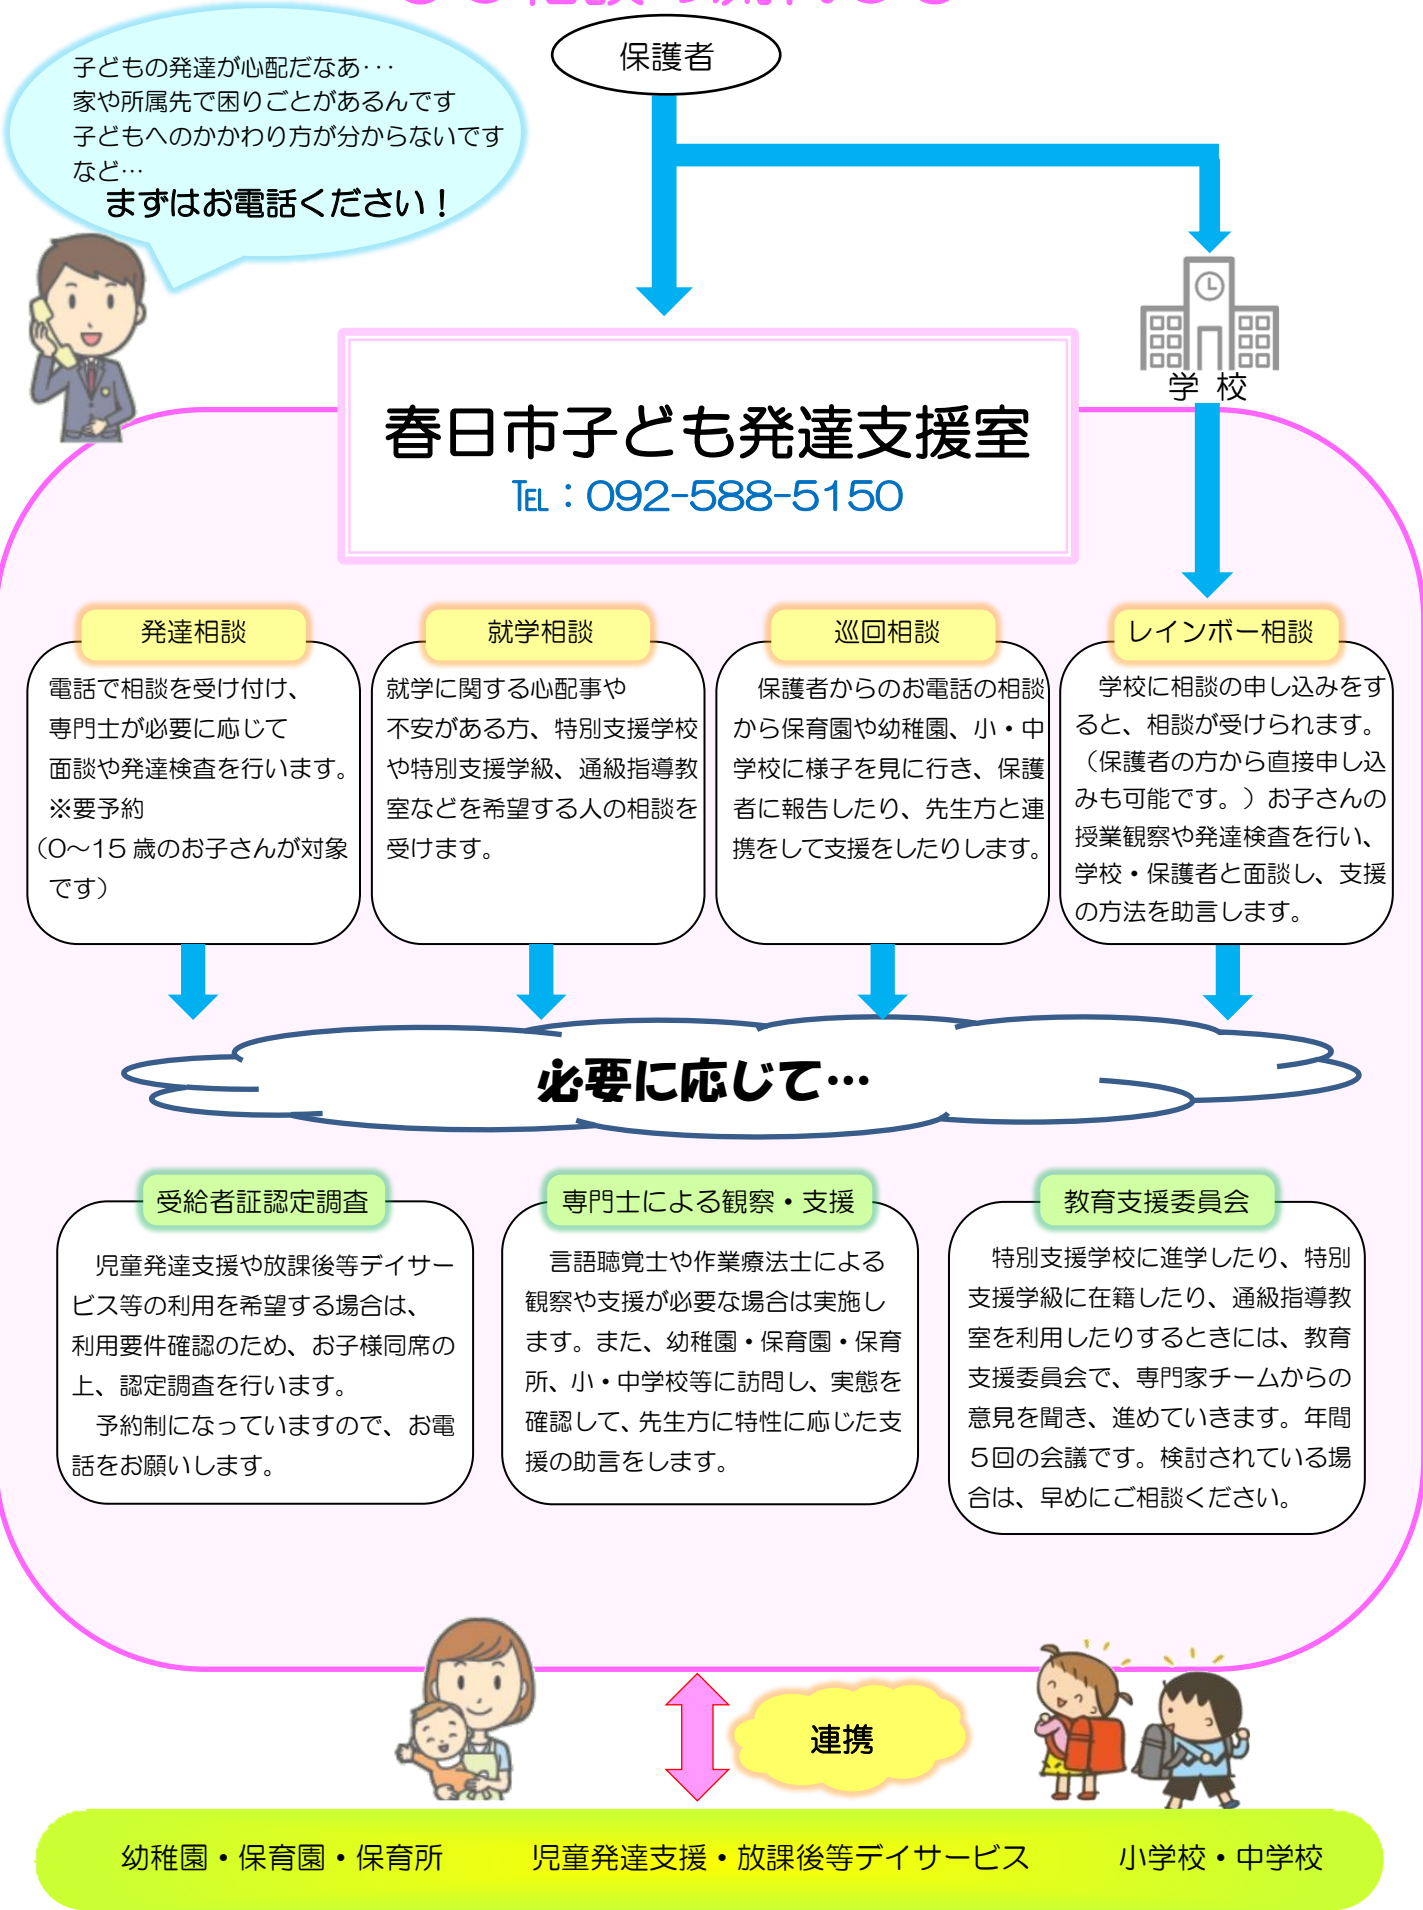 子どもの発達が心配だなあ･･･
家や所属先で困りごとがあるんです
子どもへのかかわり方が分からないです
など…
まずはお電話ください！
保護者
学 校
春日市子ども発達支援室
℡：092-588-5150
発達相談
電話で相談を受け付け、
専門士が必要に応じて
面談や発達検査を行います。
※要予約
（0～15 歳のお子さんが対象
です）
就学相談
就学に関する心配事や
不安がある方、特別支援学校
や特別支援学級、通級指導教
室などを希望する人の相談を
受けます。
巡回相談
保護者からのお電話の相談
から保育園や幼稚園、小・中
学校に様子を見に行き、保護
者に報告したり、先生方と連
携をして支援をしたりします。
レインボー相談
学校に相談の申し込みをす
ると、相談が受けられます。
（保護者の方から直接申し込
みも可能です。）お子さんの
授業観察や発達検査を行い、
学校・保護者と面談し、支援
の方法を助言します。
必要に応じて…
受給者証認定調査
児童発達支援や放課後等デイサー
ビス等の利用を希望する場合は、
利用要件確認のため、お子様同席の
上、認定調査を行います。
予約制になっていますので、お電
話をお願いします。
専門士による観察・支援
言語聴覚士や作業療法士による
観察や支援が必要な場合は実施し
ます。また、幼稚園・保育園・保育
所、小・中学校等に訪問し、実態を
確認して、先生方に特性に応じた支
援の助言をします。
教育支援委員会
特別支援学校に進学したり、特別
支援学級に在籍したり、通級指導教
室を利用したりするときには、教育
支援委員会で、専門家チームからの
意見を聞き、進めていきます。年間
５回の会議です。検討されている場
合は、早めにご相談ください。
連携
幼稚園・保育園・保育所 児童発達支援・放課後等デイサービス 小学校・中学校